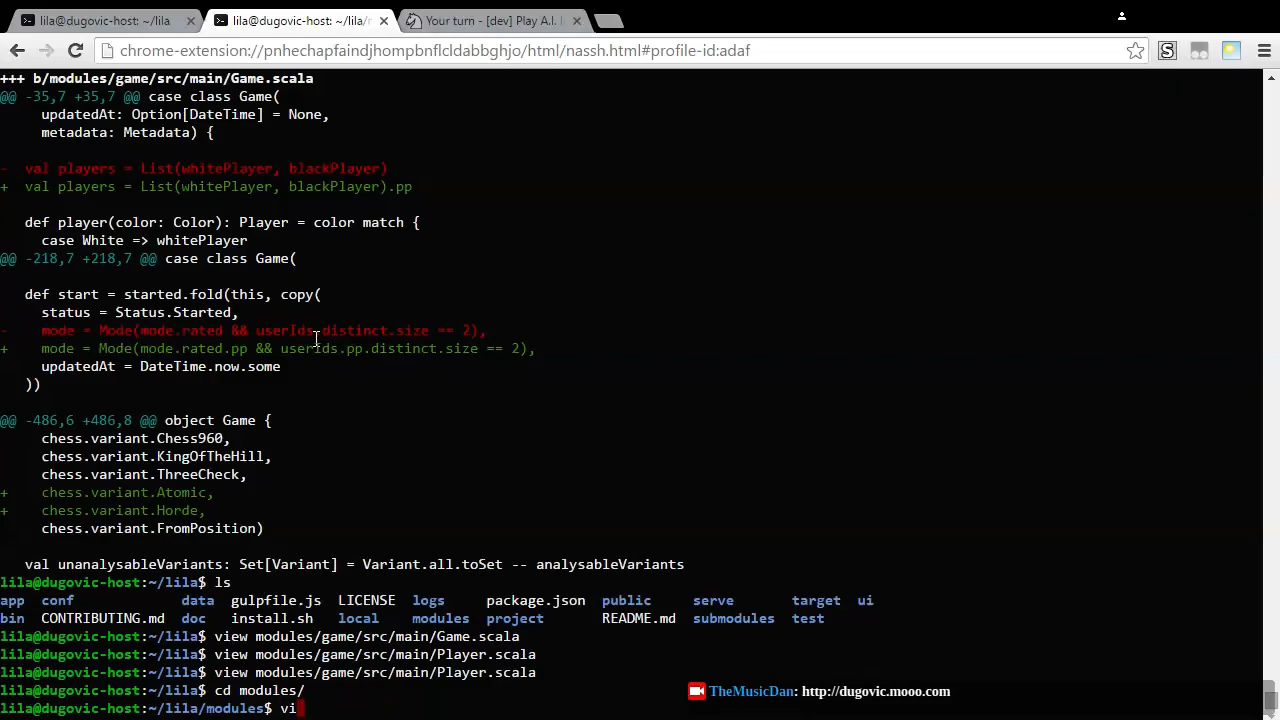 lila@dugovic-host: ~/lila
lila@dugovic-host: ~/lila/r
Your turn - [dev] Play A.I. l
chrome-extension://pnhechapfaindjhompbnflcldabbghjo/html/nassh.html#profile-id:adaf
+++ b/modules/game/src/main/Game.scala
@@ -35,7 +35,7 @@ case class Game(
updatedAt: Option[DateTime] = None,
metadata: Metadata) {
- val players = List(whitePlayer, blackPlayer)
+ val players = List(whitePlayer, blackPlayer).pp
def player(color: Color): Player = color match {
case White => whitePlayer
@@ -218,7 +218,7 @@ case class Game(
def start = started.fold(this, copy(
status = Status.Started,
- mode = Mode(mode.rated && userIds.distinct.size == 2),
+ mode = Mode(mode.rated.pp && userIds.pp.distinct.size == 2),
updatedAt = DateTime.now.some
))
@@ -486,6 +486,8 @@ object Game {
chess.variant.Chess960,
chess.variant.KingOfTheHill,
chess.variant.ThreeCheck,
+ chess.variant.Atomic,
+ chess.variant.Horde,
chess.variant.FromPosition)
val unanalysableVariants: Set[Variant] = Variant.all.toSet -- analysableVariants
lila@dugovic-host:~/lila$ ls
app conf data gulpfile.js LICENSE logs package.json public serve target ui
bin CONTRIBUTING.md doc install.sh local modules project README.md submodules test
lila@dugovic-host:~/lila$ view modules/game/src/main/Game.scala
lila@dugovic-host:~/lila$ view modules/game/src/main/Player.scala
lila@dugovic-host:~/lila$ view modules/game/src/main/Player.scala
lila@dugovic-host:~/lila$ cd modules/
TheMusicDan: http://dugovic.mooo.com
lila@dugovic-host:~/lila/modules$ vi